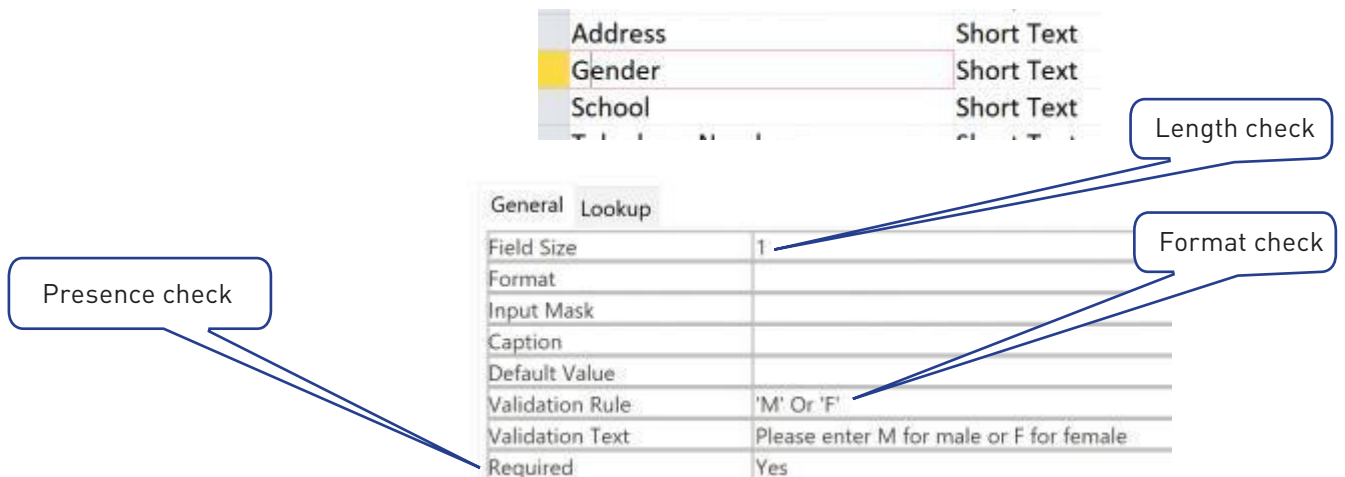 Address Short Text
Gender Short Text
School Short Text
Length check
General Lookup
Field Size 1
Format check
Format
Presence check
Input Mask
Caption
Default Value
Validation Rule 'M' Or 'F'
Validation Text Please enter M for male or F for female
Required Yes